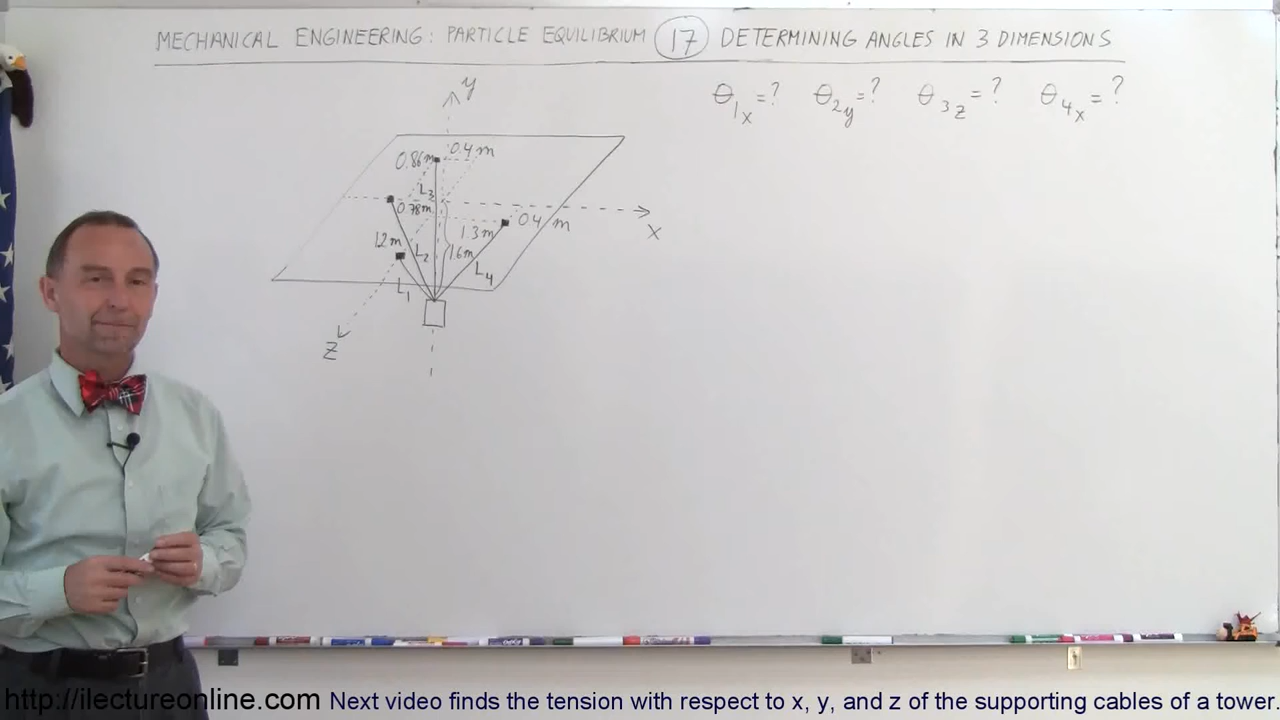 MECHANICAL ENGINEERING: PARTICLE EQUILIBRIUM 17 DETERMINING ANGLES IN 3 DIMENSIONS
θ1x=? θ2y=? θ3z=? θ4x=?
y
0.86m 0.4m
L3
0.78m
x
0.4m
1.3m
1.2m
L2
1.6m
L4
L1
z
http://ilectureonline.com Next video finds the tension with respect to x, y, and z of the supporting cables of a tower.